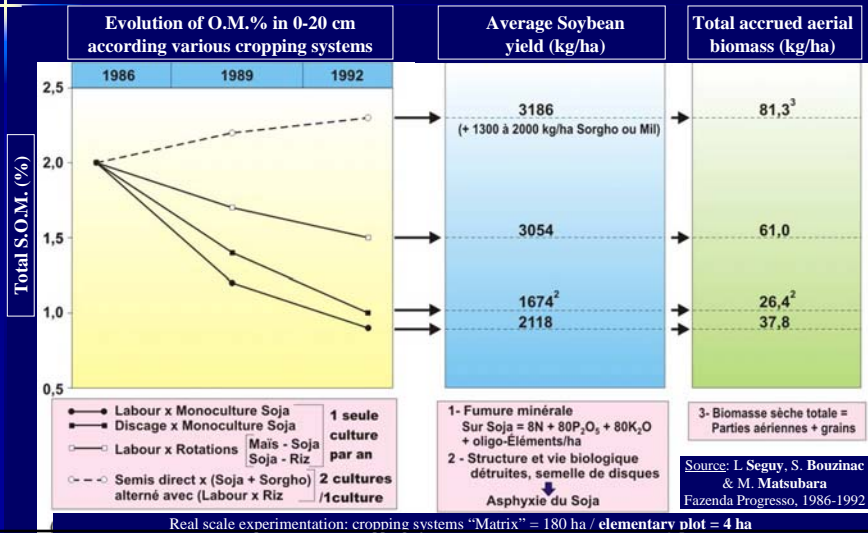 Evolution of O.M.% in 0-20 cm
according various cropping systems
Average Soybean
yield (kg/ha)
Total accrued aerial
biomass (kg/ha)
1986 1989 1992
Total S.O.M. (%)
2,5
2,0
1,5
1,0
0,5
3186
(+ 1300 à 2000 kg/ha Sorgho ou Mil)
3054
1674²
2118
81,3³
61,0
26,4²
37,8
Labour x Monoculture Soja
Discage x Monoculture Soja
Labour x Rotations
Maïs - Soja
Soja - Riz
1 seule
culture
par an
Semis direct x (Soja + Sorgho)
alterné avec (Labour x Riz
2 cultures
/1culture
1- Fumure minérale
Sur Soja = 8N + 80P₂O₅ + 80K₂O
+ oligo-Éléments/ha
2 - Structure et vie biologique
détruites, semelle de disques
Asphyxie du Soja
3- Biomasse sèche totale =
Parties aériennes + grains
Source: L Seguy, S. Bouzinac
& M. Matsubara
Fazenda Progresso, 1986-1992
Real scale experimentation: cropping systems “Matrix” = 180 ha / elementary plot = 4 ha